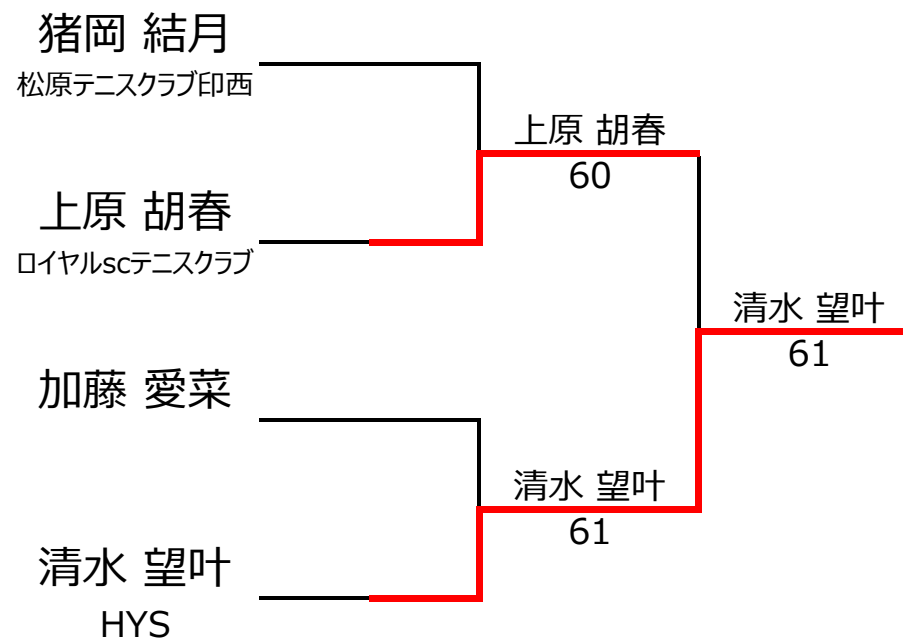 猪岡 結月
松原テニスクラブ印西
上原 胡春
60
上原 胡春
ロイヤルscテニスクラブ
清水 望叶
61
加藤 愛菜
清水 望叶
61
清水 望叶
HYS